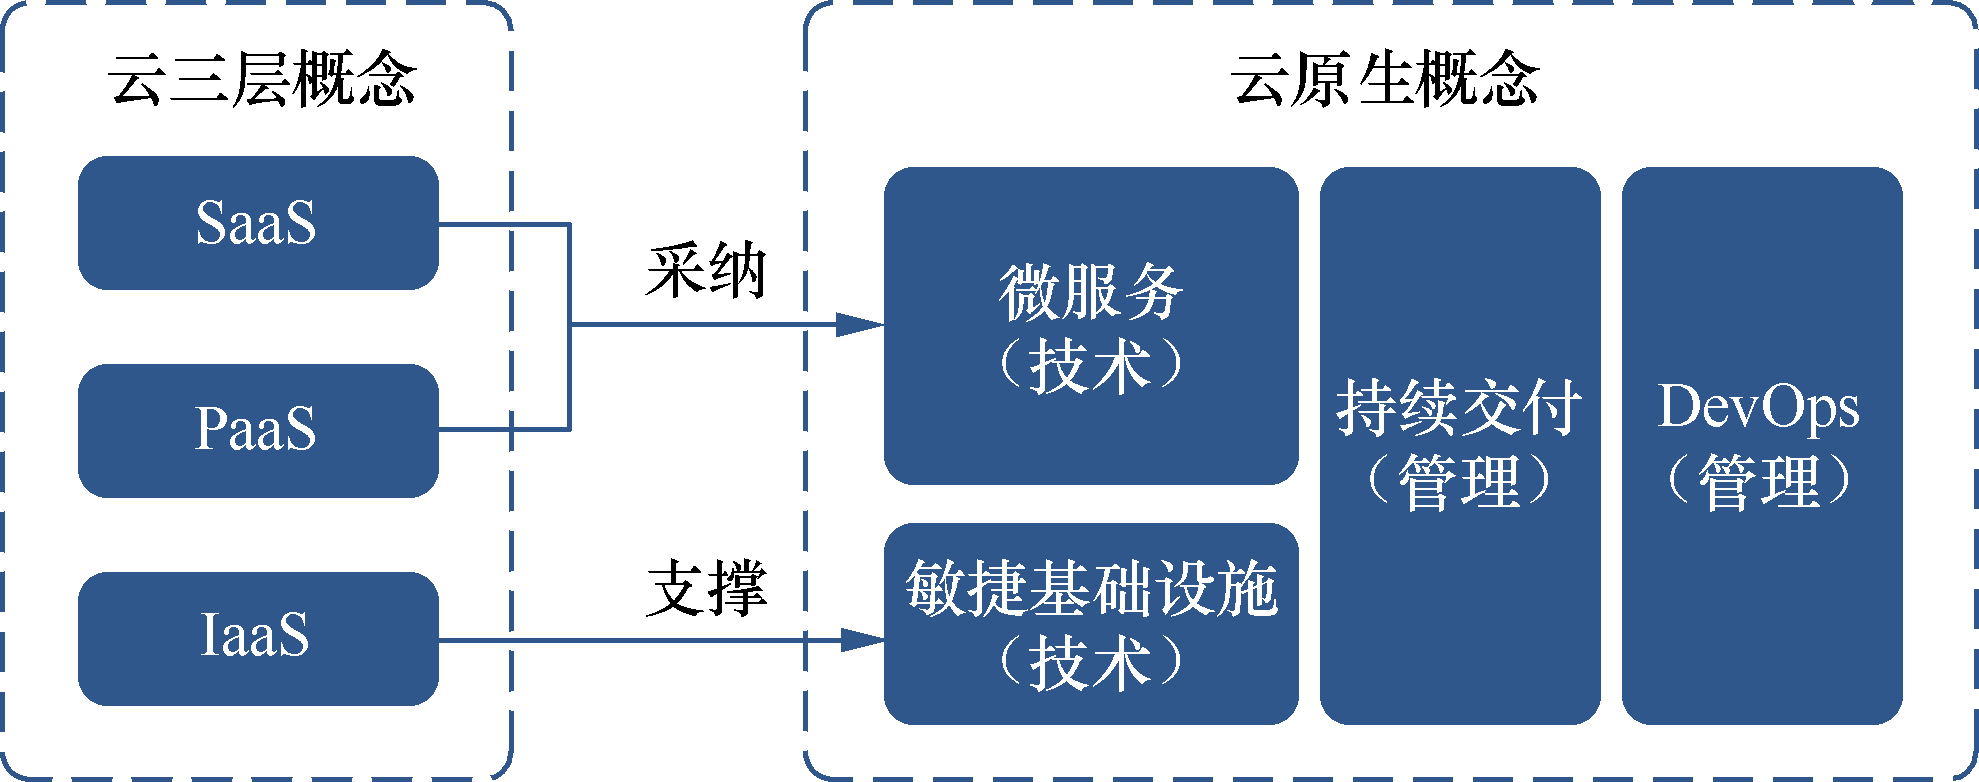 云三层概念
SaaS
PaaS
IaaS
采纳
支撑
云原生概念
微服务
（技术）
敏捷基础设施
（技术）
持续交付
（管理）
DevOps
（管理）